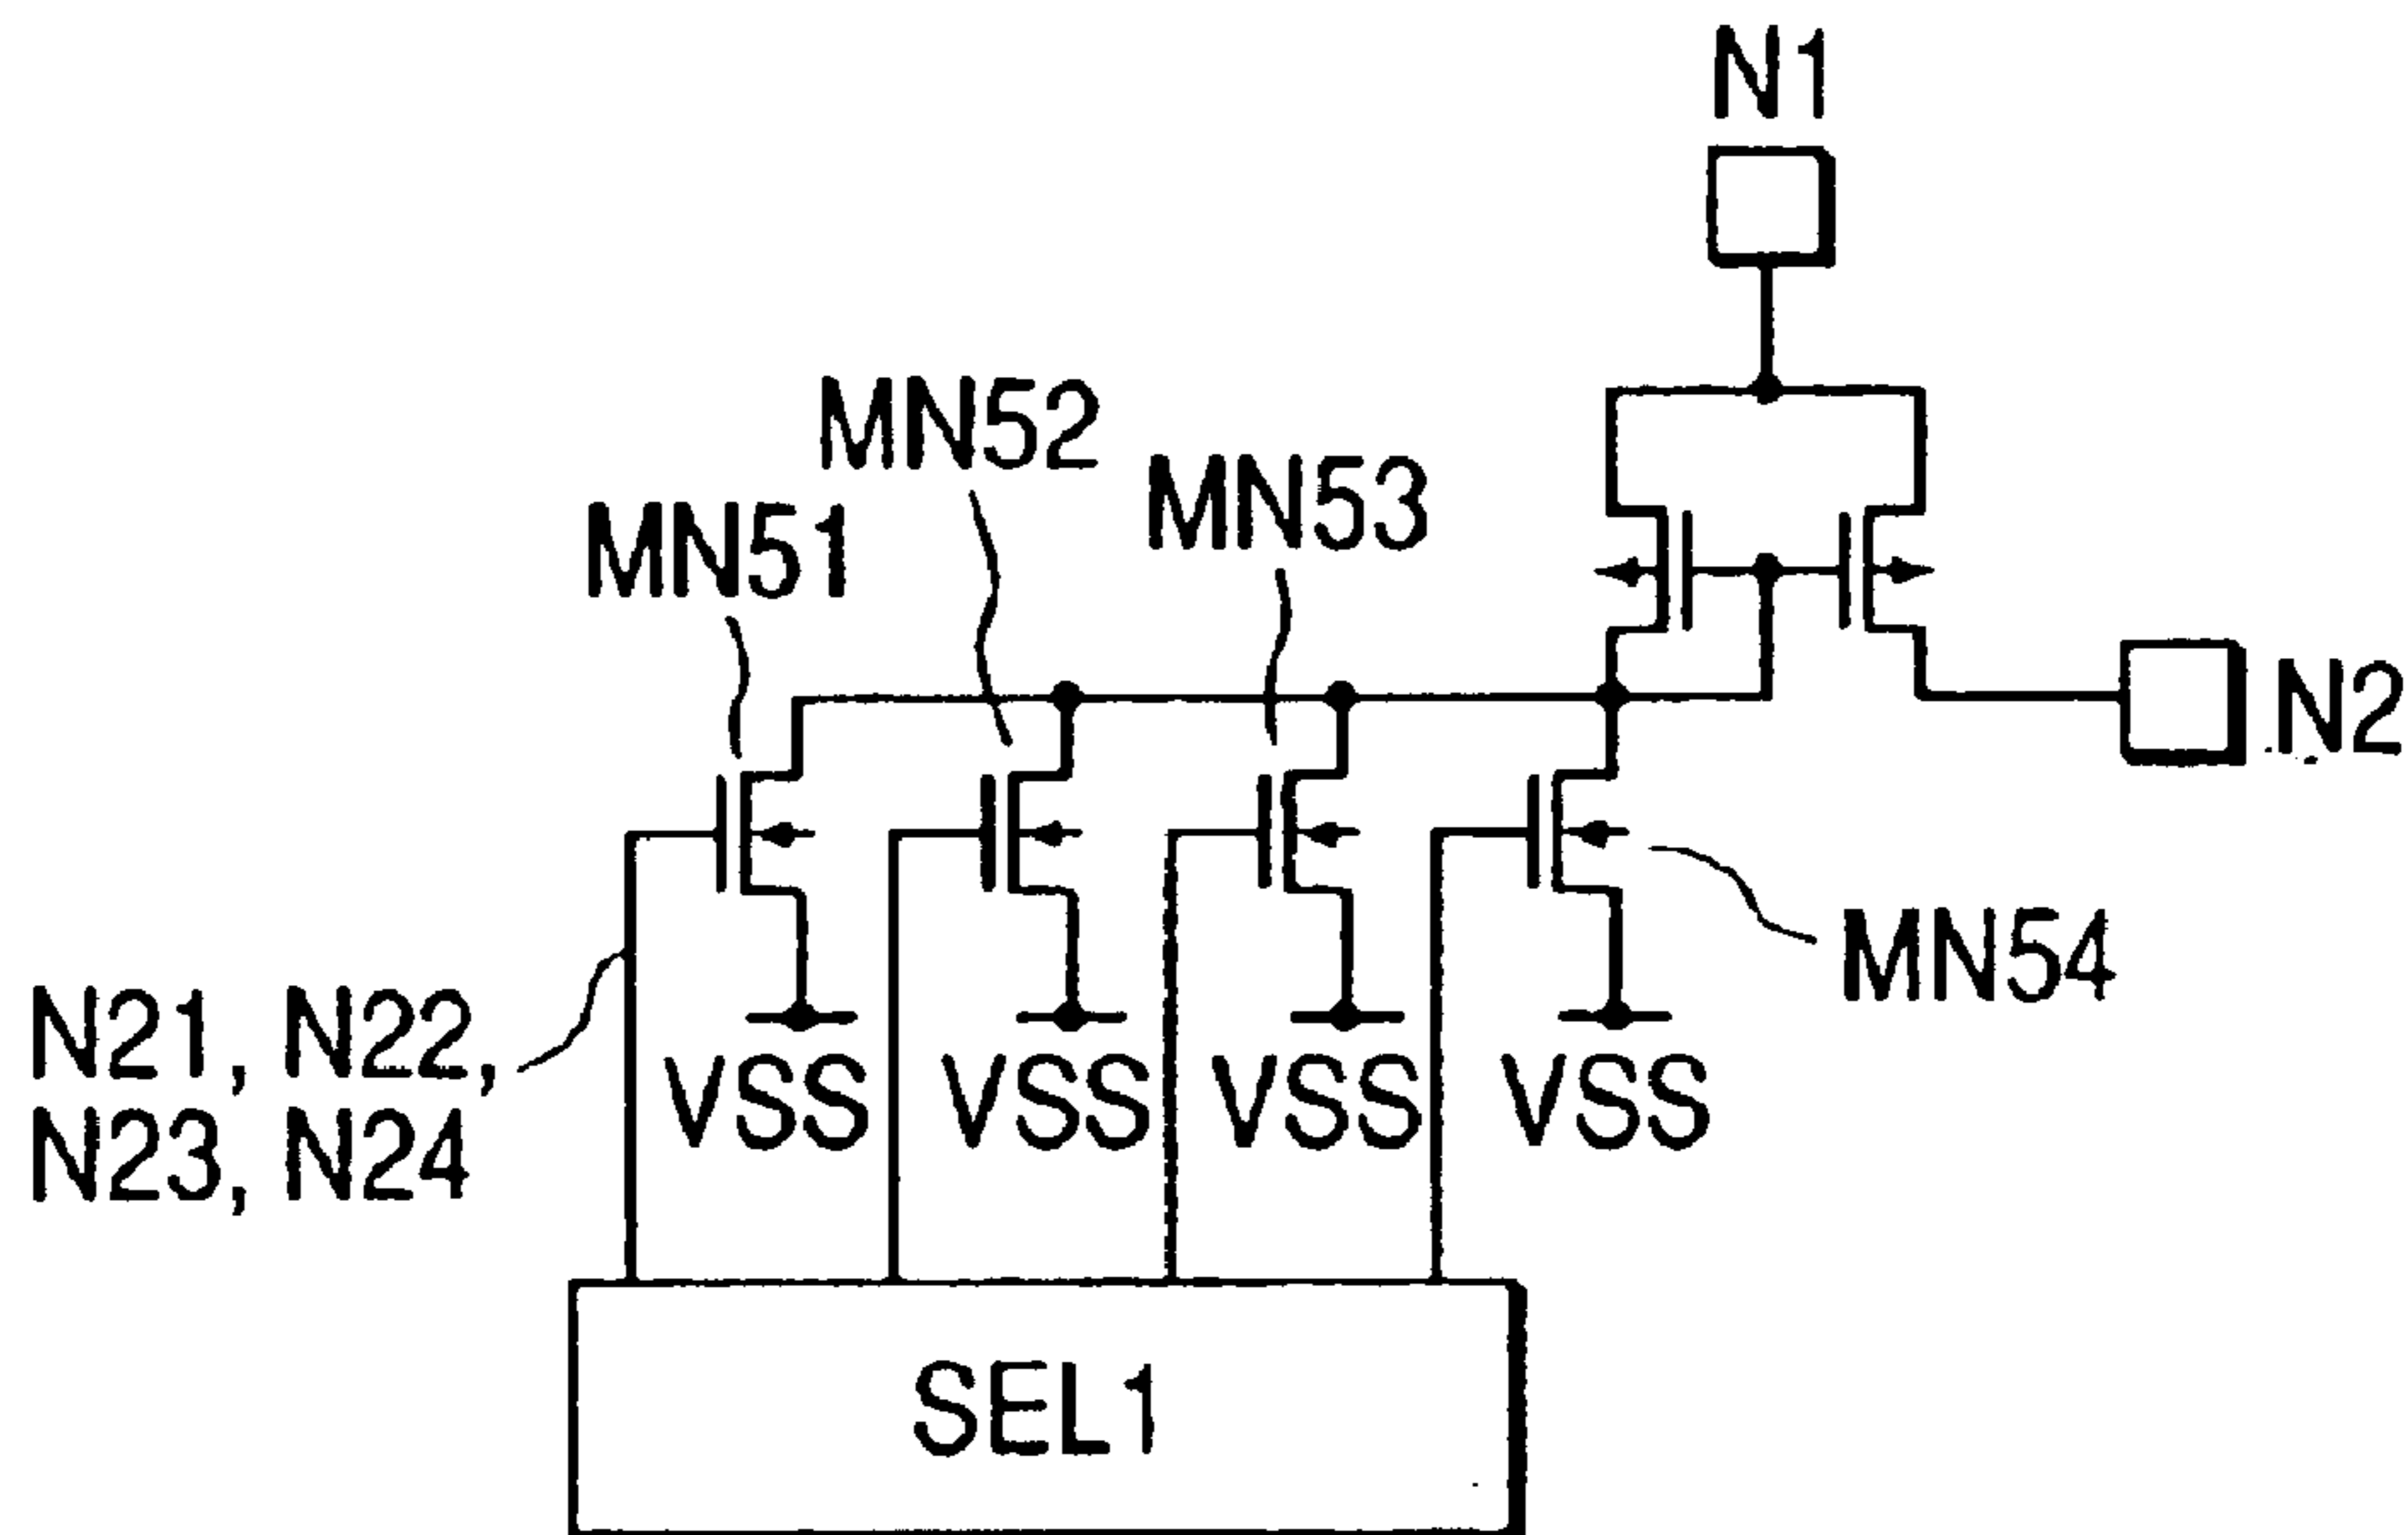 N1
MN52
MN53
MN51
N2
MN54
N21, N22,
N23, N24
VSS VSS VSS VSS
SEL1